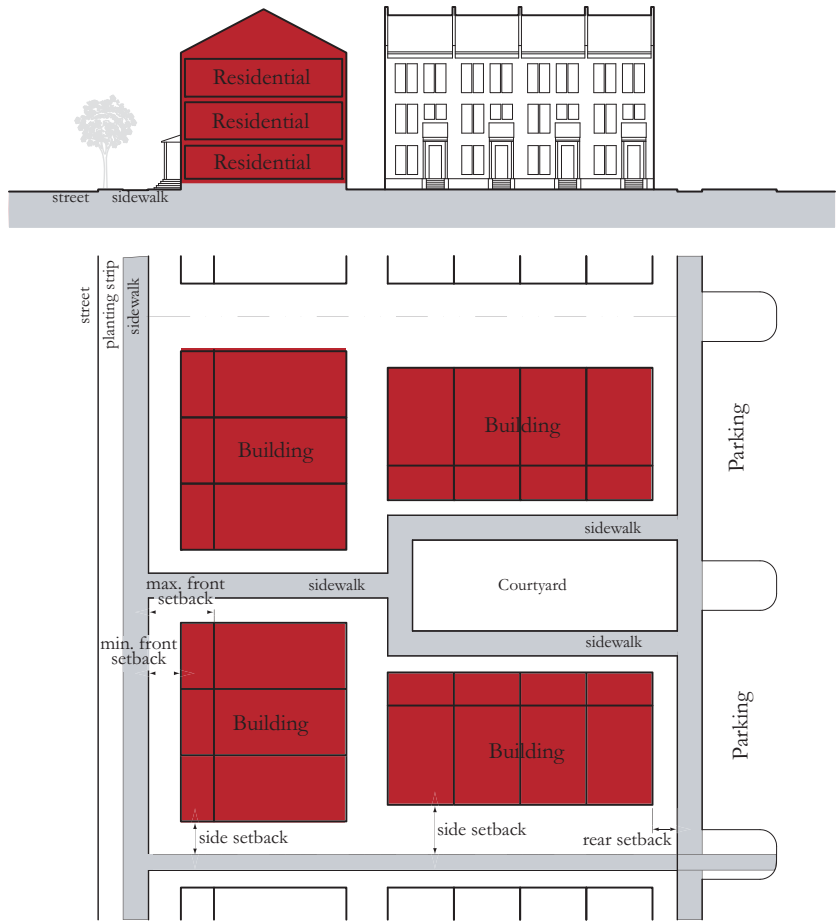 Residential
Residential
Residential
street
sidewalk
street
planting strip
sidewalk
Building
Building
Parking
sidewalk
sidewalk
Courtyard
max. front
setback
sidewalk
min. front
setback
Building
Building
Parking
side setback
side setback
rear setback